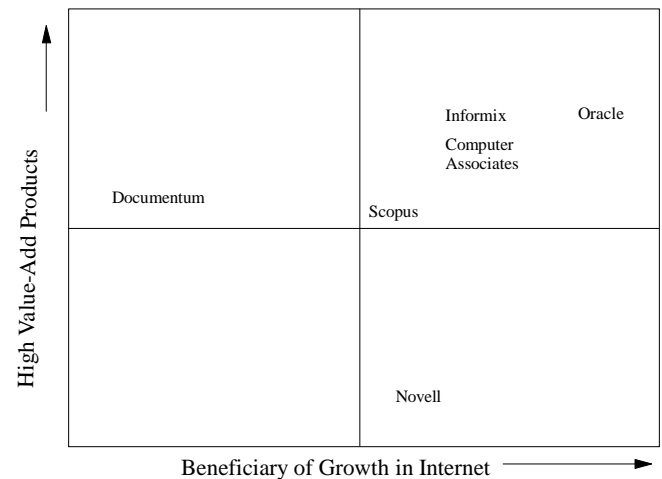 High Value-Add Products
Informix
Oracle
Computer
Associates
Documentum
Scopus
Novell
Beneficiary of Growth in Internet